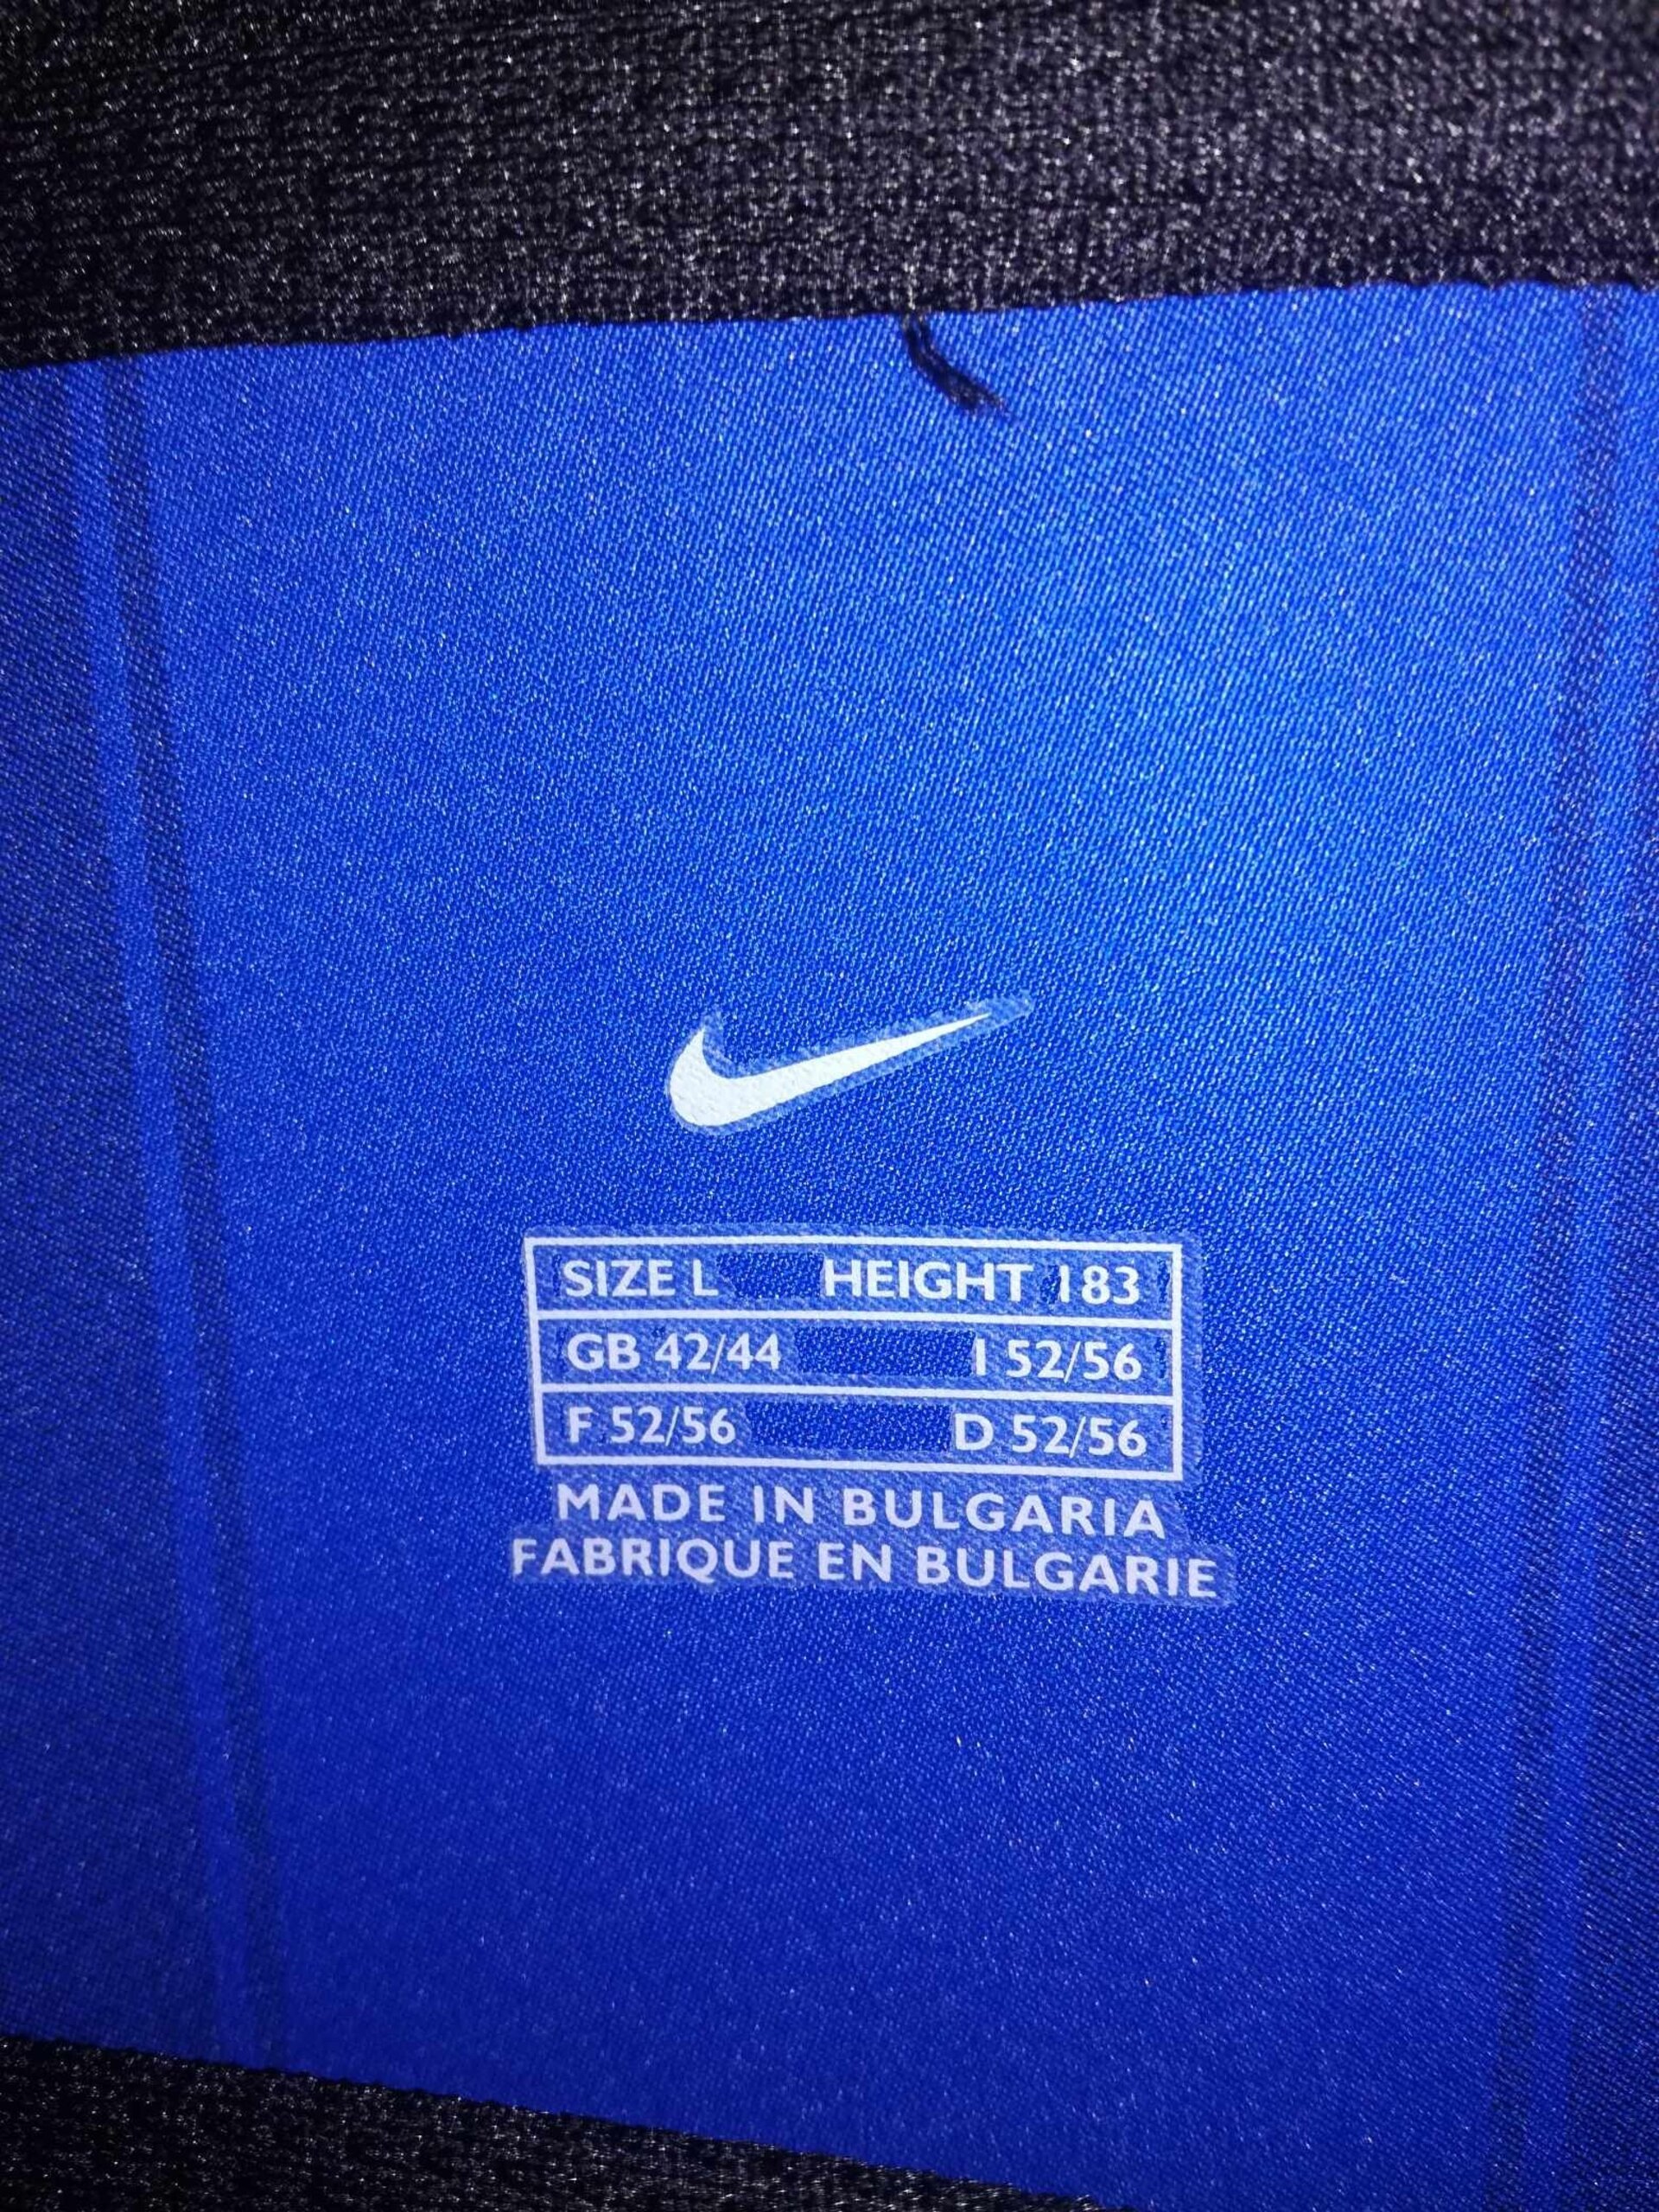 SIZE L HEIGHT 183
GB 42/44 I 52/56
F 52/56 D 52/56
MADE IN BULGARIA
FABRIQUE EN BULGARIE